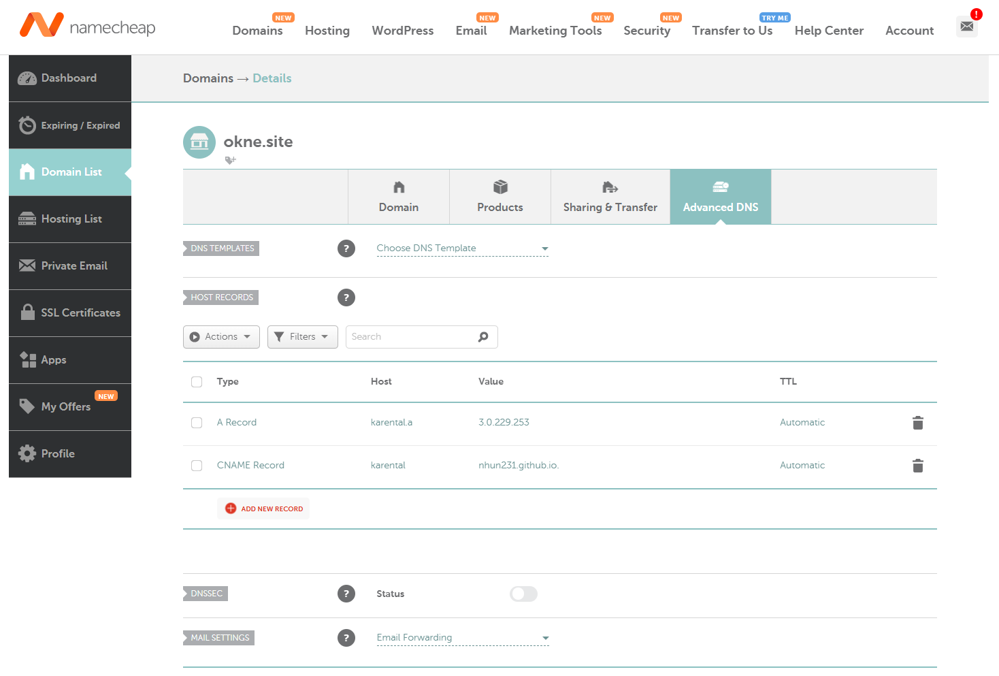 namecheap
NEW NEW NEW NEW TRY ME !
Domains Hosting WordPress Email Marketing Tools Security Transfer to Us Help Center Account
Dashboard
Expiring / Expired
Domain List
Hosting List
Private Email
SSL Certificates
Apps
NEW
My Offers
Profile
Domains → Details
okne.site
Domain Products Sharing & Transfer Advanced DNS
DNS TEMPLATES ? Choose DNS Template
HOST RECORDS ?
Actions Filters Search
Type Host Value TTL
A Record karental.a 3.0.229.253 Automatic
CNAME Record karental nhun231.github.io. Automatic
ADD NEW RECORD
DNSSEC ? Status
MAIL SETTINGS ? Email Forwarding